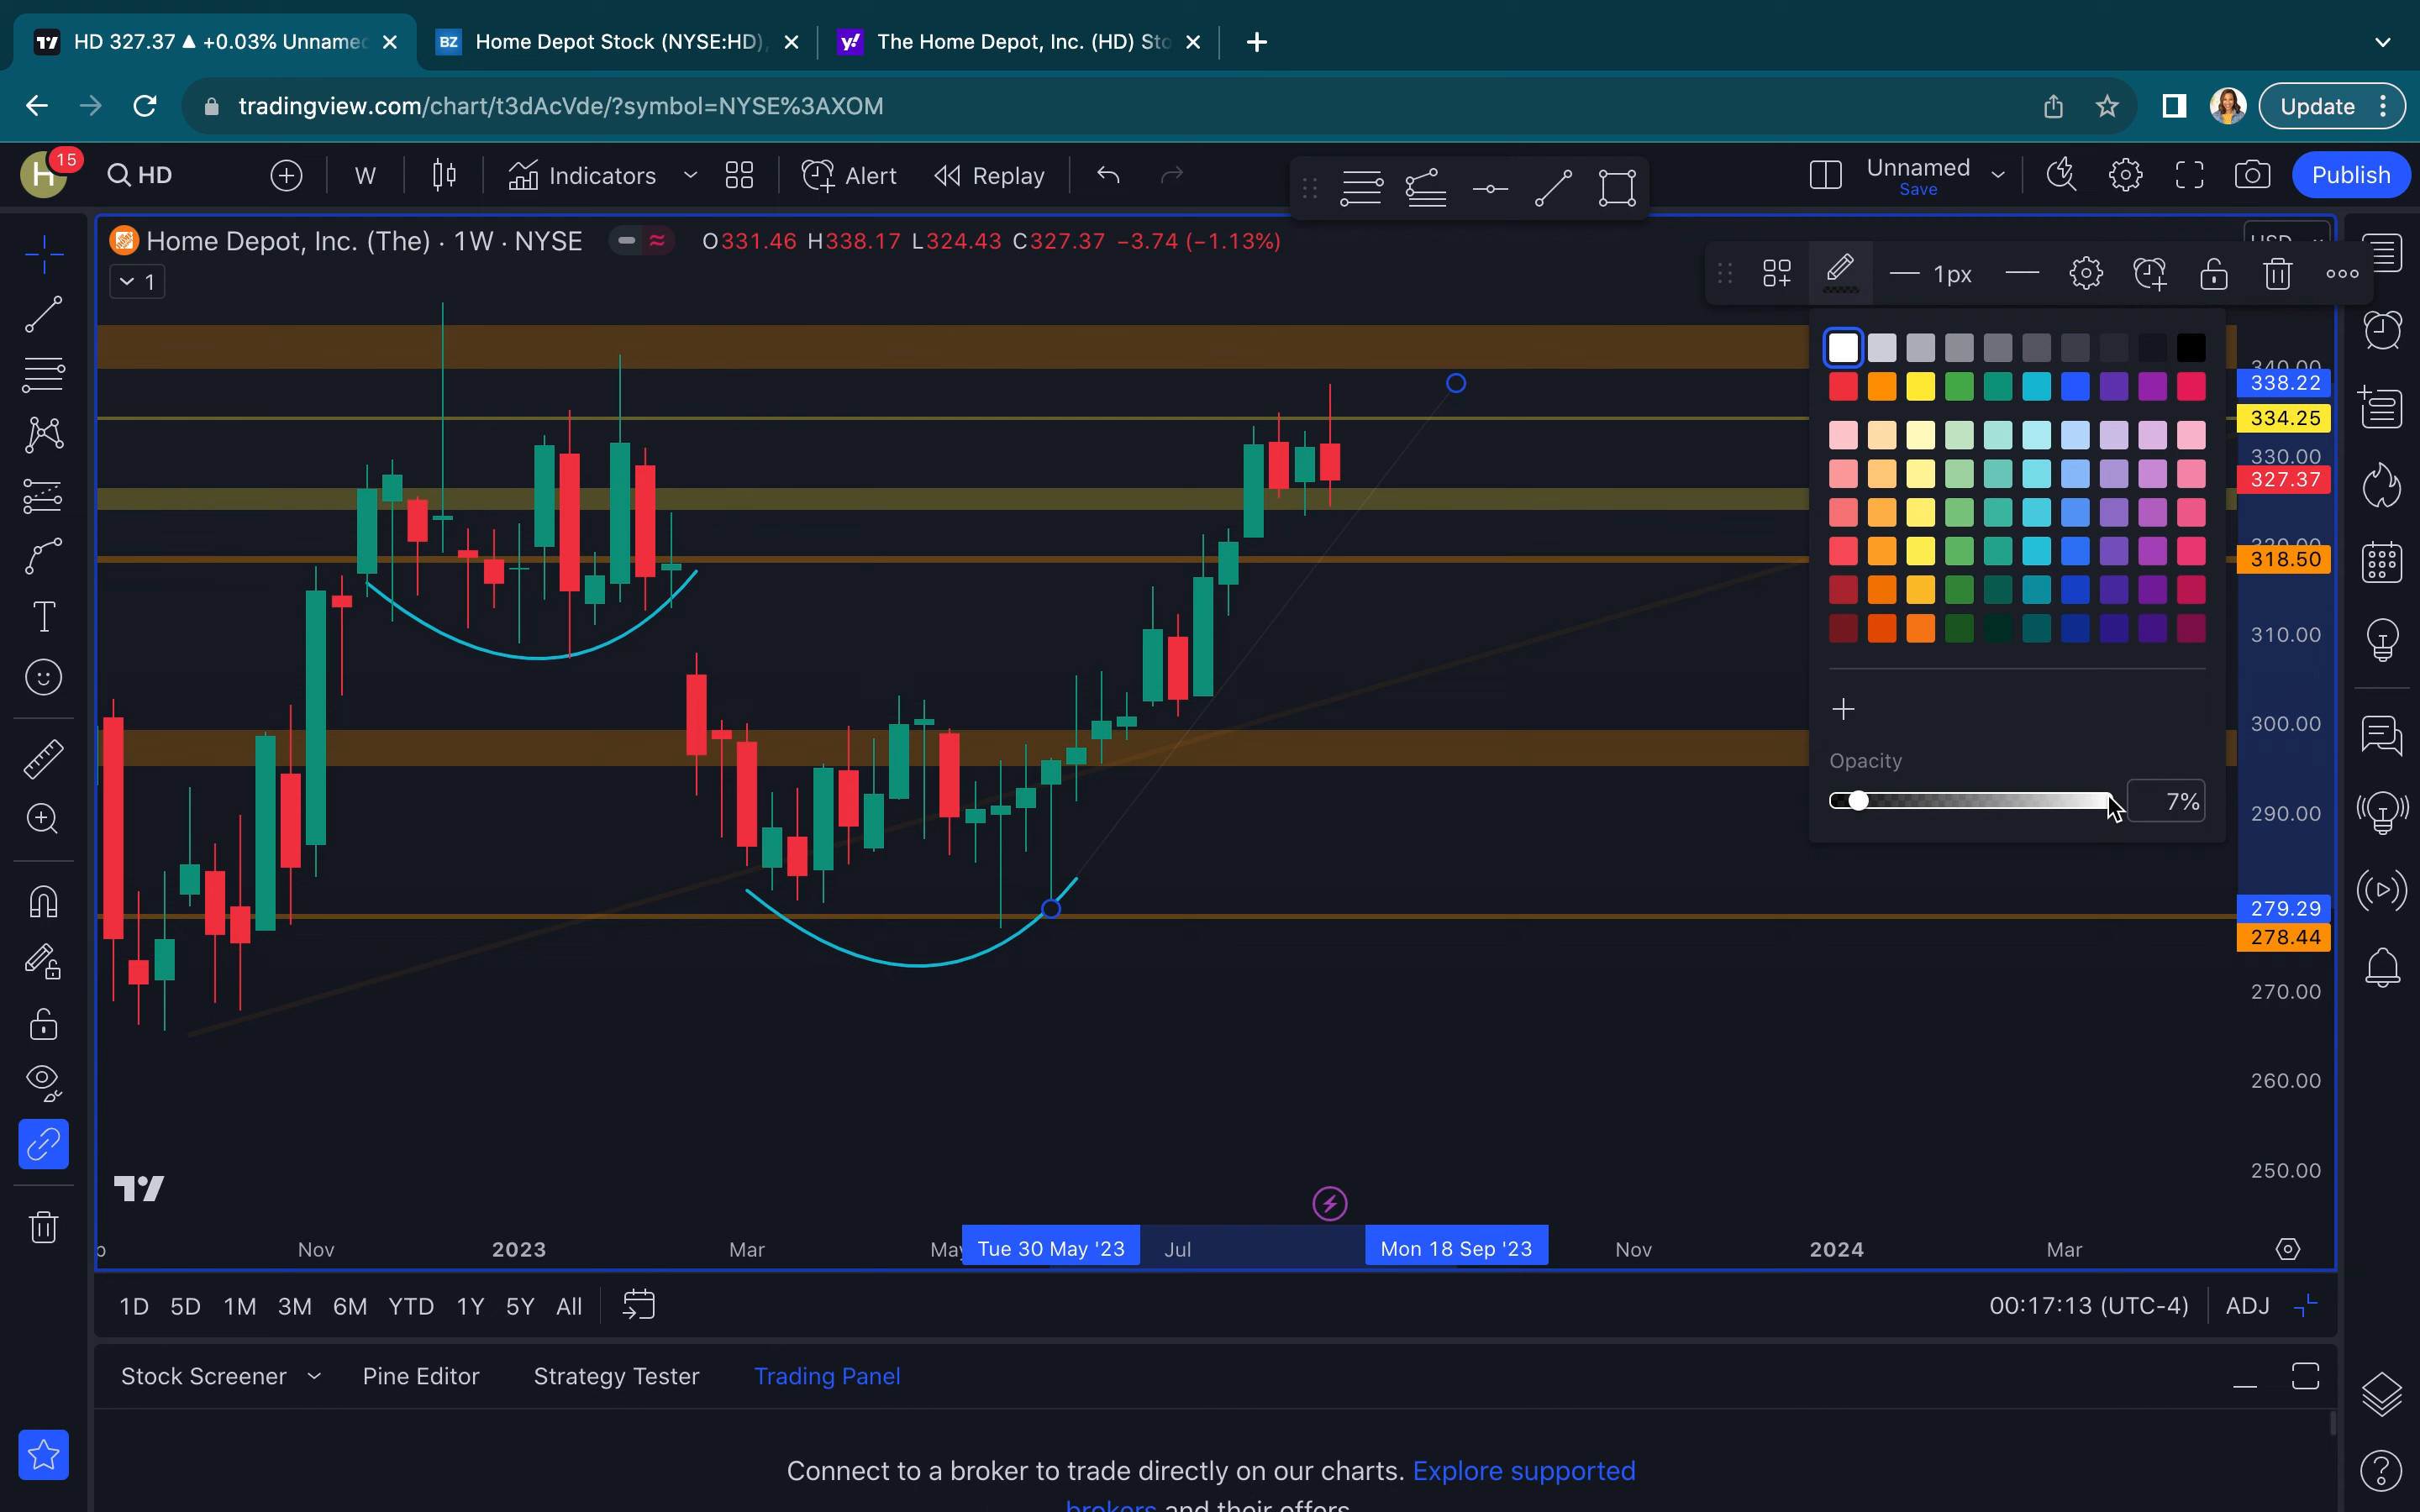 HD 327.37 ▲ +0.03% Unname
BZ Home Depot Stock (NYSE:HD),
y! The Home Depot, Inc. (HD) Sto
tradingview.com/chart/t3dAcVde/?symbol=NYSE%3AXOM
Update
H 15
HD
W
Indicators
Alert
Replay
Unnamed
Save
Publish
Home Depot, Inc. (The) · 1W · NYSE
O331.46 H338.17 L324.43 C327.37 −3.74 (−1.13%)
USD
1
1px
340.00
338.22
334.25
330.00
327.37
320.00
318.50
310.00
300.00
Opacity
7%
290.00
279.29
278.44
270.00
260.00
250.00
Nov
2023
Mar
May
Tue 30 May '23
Jul
Mon 18 Sep '23
Nov
2024
Mar
1D 5D 1M 3M 6M YTD 1Y 5Y All
00:17:13 (UTC-4)
ADJ
Stock Screener
Pine Editor
Strategy Tester
Trading Panel
Connect to a broker to trade directly on our charts. Explore supported
brokers and their offers